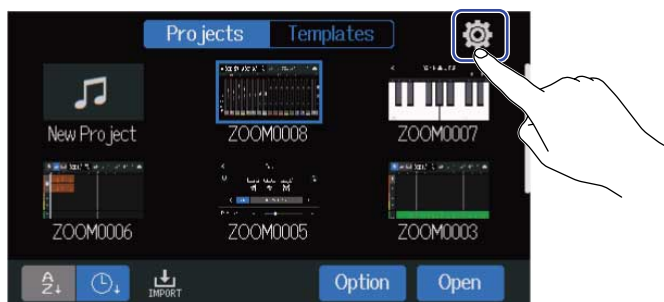 Projects Templates
New Project ZOOM0008 ZOOM0007
ZOOM0006 ZOOM0005 ZOOM0003
A
Z↓
IMPORT
Option Open